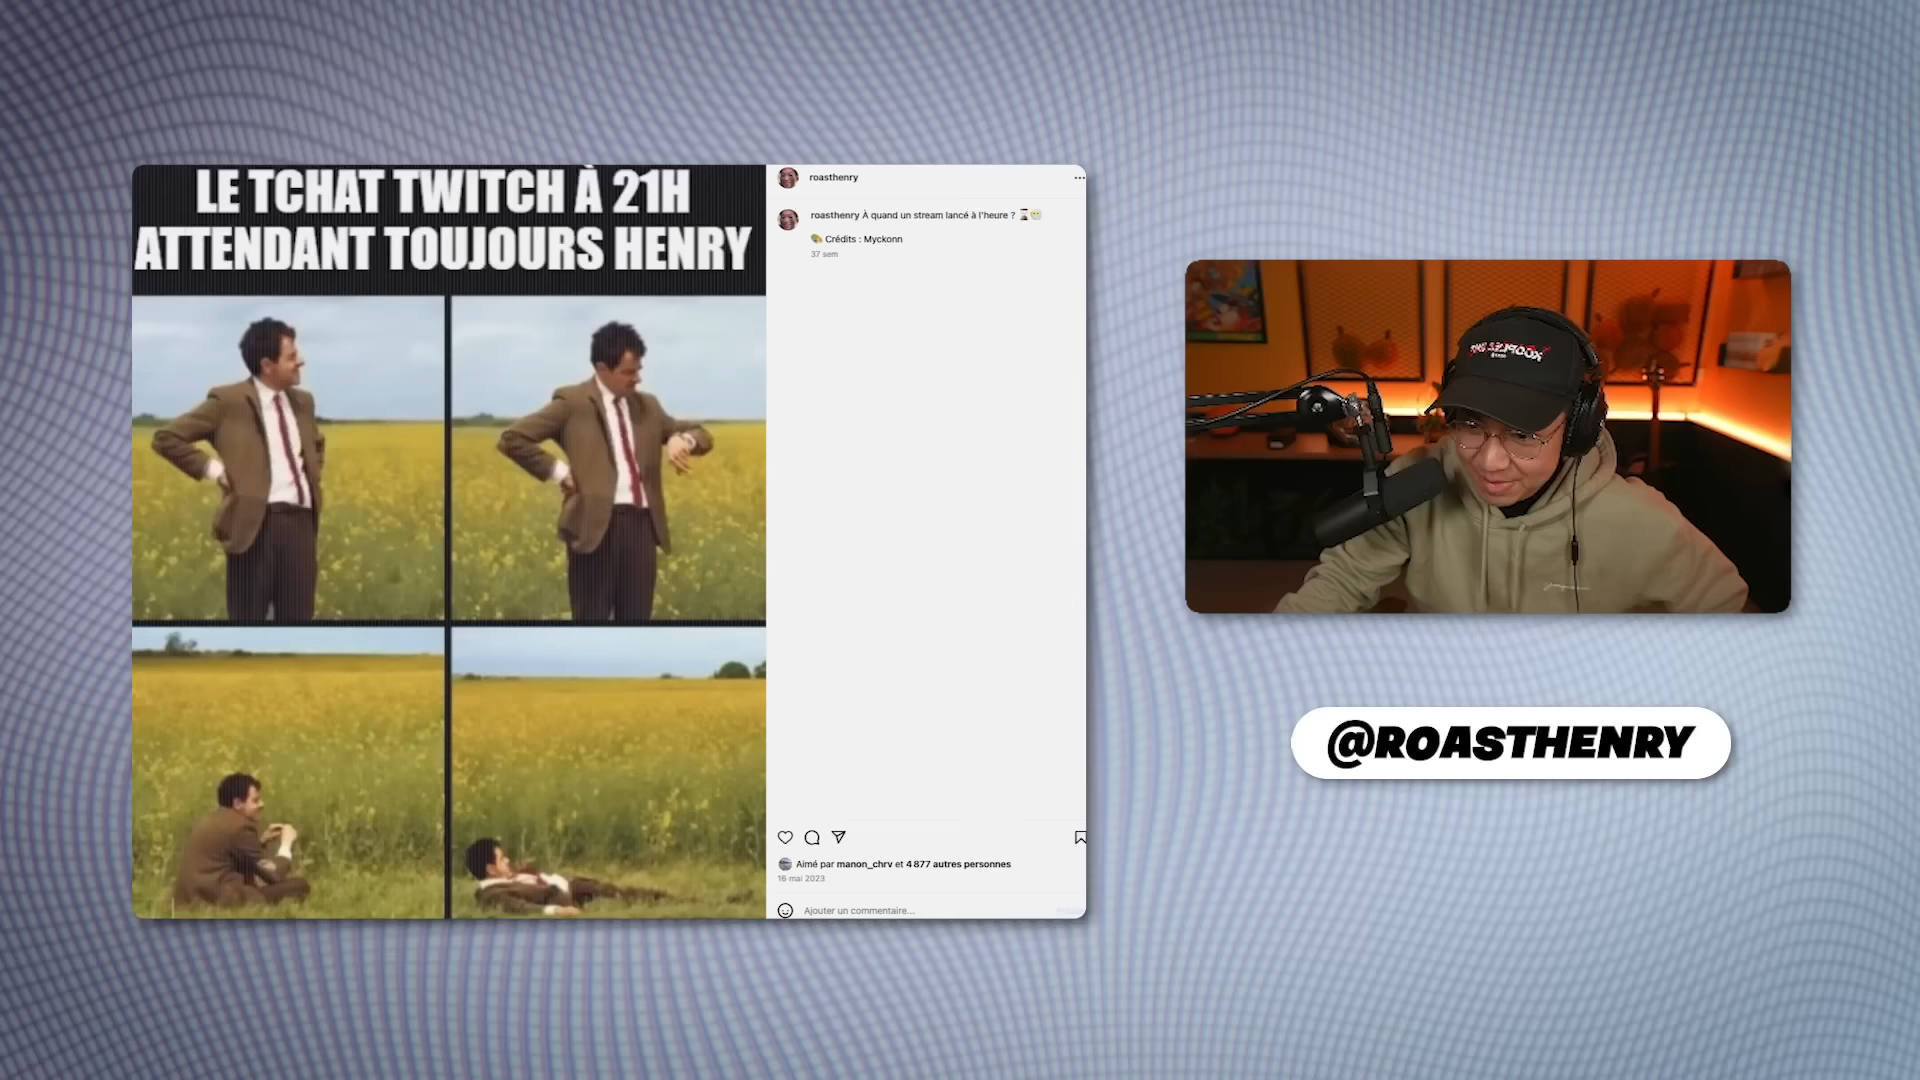 LE TCHAT TWITCH À 21H
ATTENDANT TOUJOURS HENRY
roasthenry
roasthenry À quand un stream lancé à l'heure ? ⌛😬
🎨 Crédits : Myckonn
37 sem
Aimé par manon_chrv et 4 877 autres personnes
16 mai 2023
Ajouter un commentaire...
@ROASTHENRY